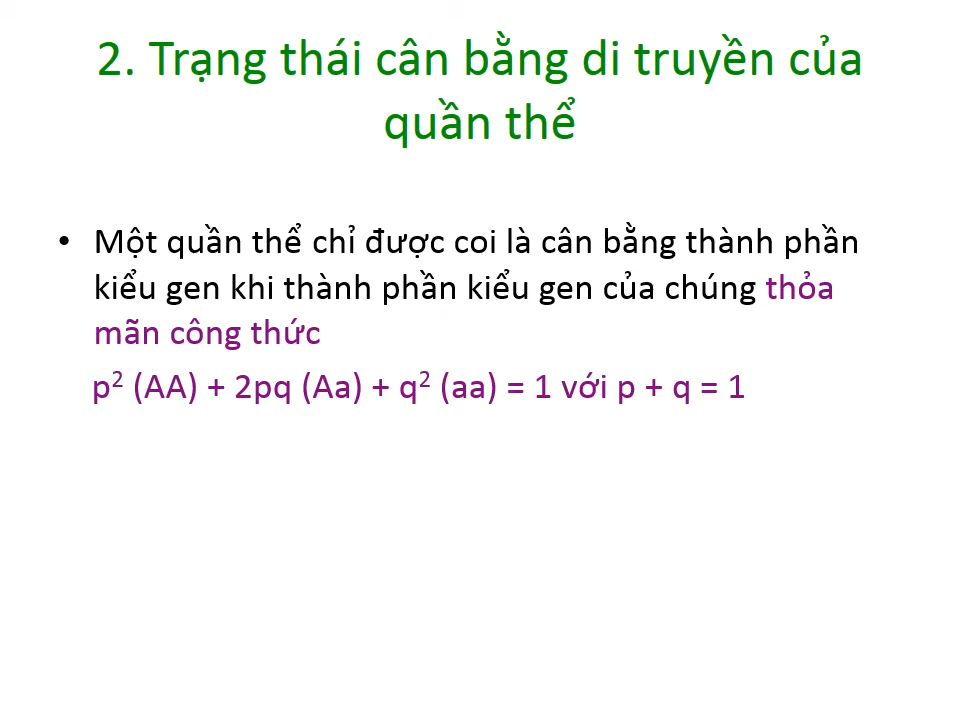 2. Trạng thái cân bằng di truyền của
quần thể
• Một quần thể chỉ được coi là cân bằng thành phần
kiểu gen khi thành phần kiểu gen của chúng thỏa
mãn công thức
p² (AA) + 2pq (Aa) + q² (aa) = 1 với p + q = 1